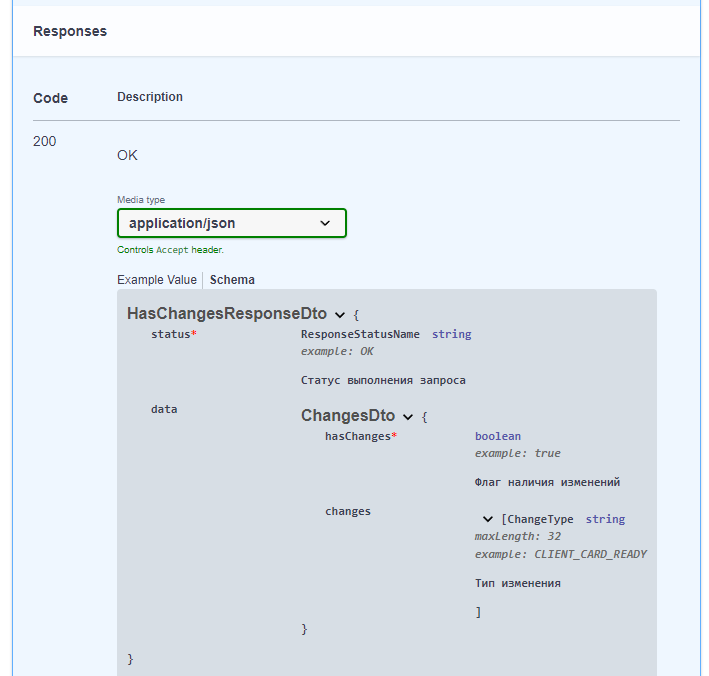 Responses
Code Description
200
OK
Media type
application/json
Controls Accept header.
Example Value Schema
HasChangesResponseDto {
status* ResponseStatusName string
example: OK
Статус выполнения запроса
data
ChangesDto {
hasChanges* boolean
example: true
Флаг наличия изменений
changes
[ChangeType string
maxLength: 32
example: CLIENT_CARD_READY
Тип изменения
]
}
}